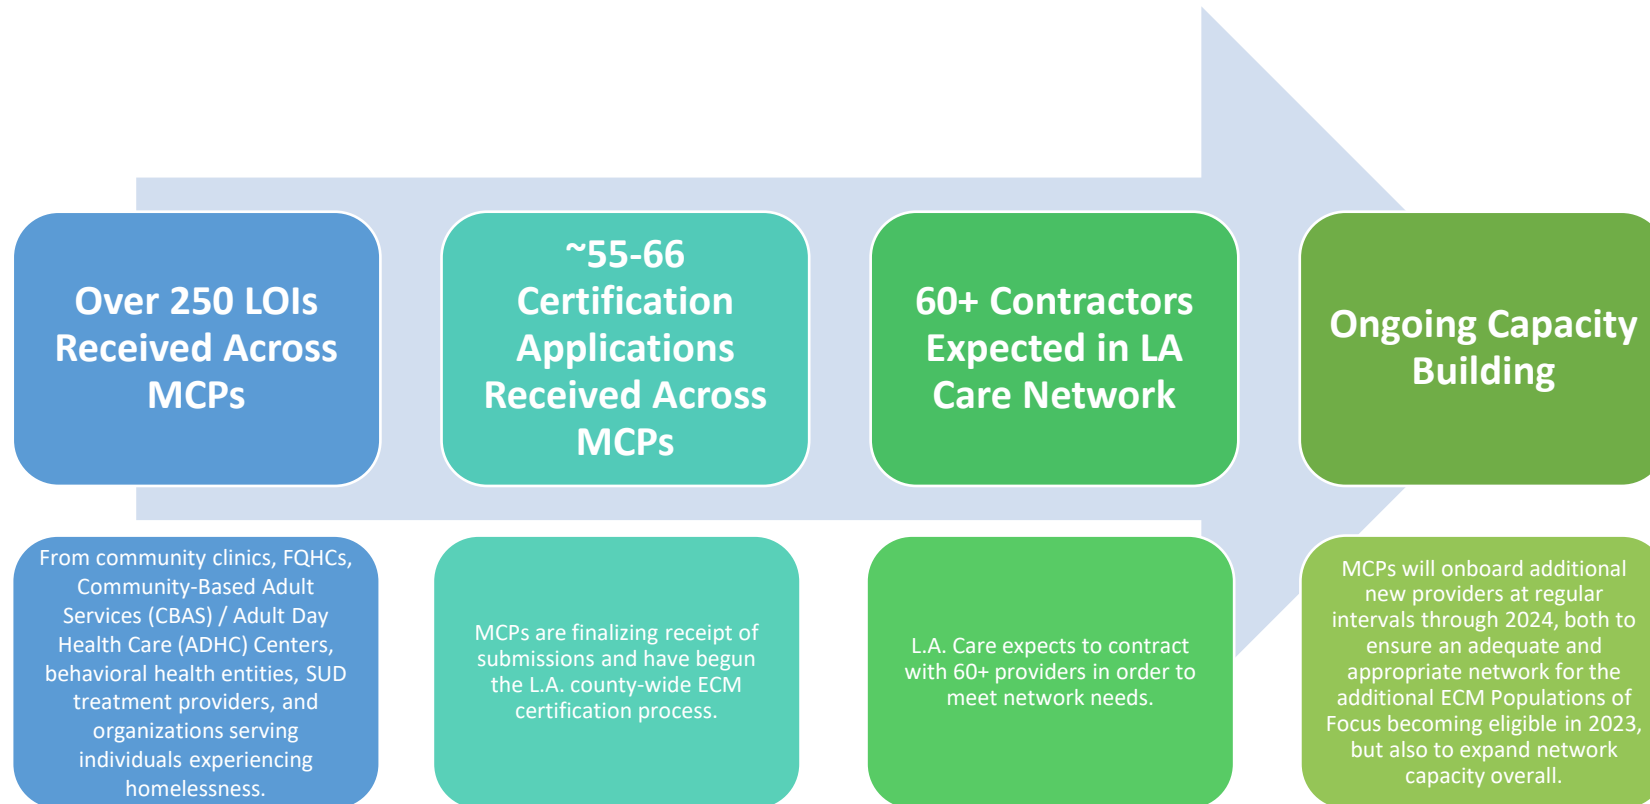 Over 250 LOIs
Received Across
MCPs
~55-66
Certification
Applications
Received Across
MCPs
60+ Contractors
Expected in LA
Care Network
Ongoing Capacity
Building
From community clinics, FQHCs,
Community-Based Adult
Services (CBAS) / Adult Day
Health Care (ADHC) Centers,
behavioral health entities, SUD
treatment providers, and
organizations serving
individuals experiencing
homelessness.
MCPs are finalizing receipt of
submissions and have begun
the L.A. county-wide ECM
certification process.
L.A. Care expects to contract
with 60+ providers in order to
meet network needs.
MCPs will onboard additional
new providers at regular
intervals through 2024, both to
ensure an adequate and
appropriate network for the
additional ECM Populations of
Focus becoming eligible in 2023,
but also to expand network
capacity overall.